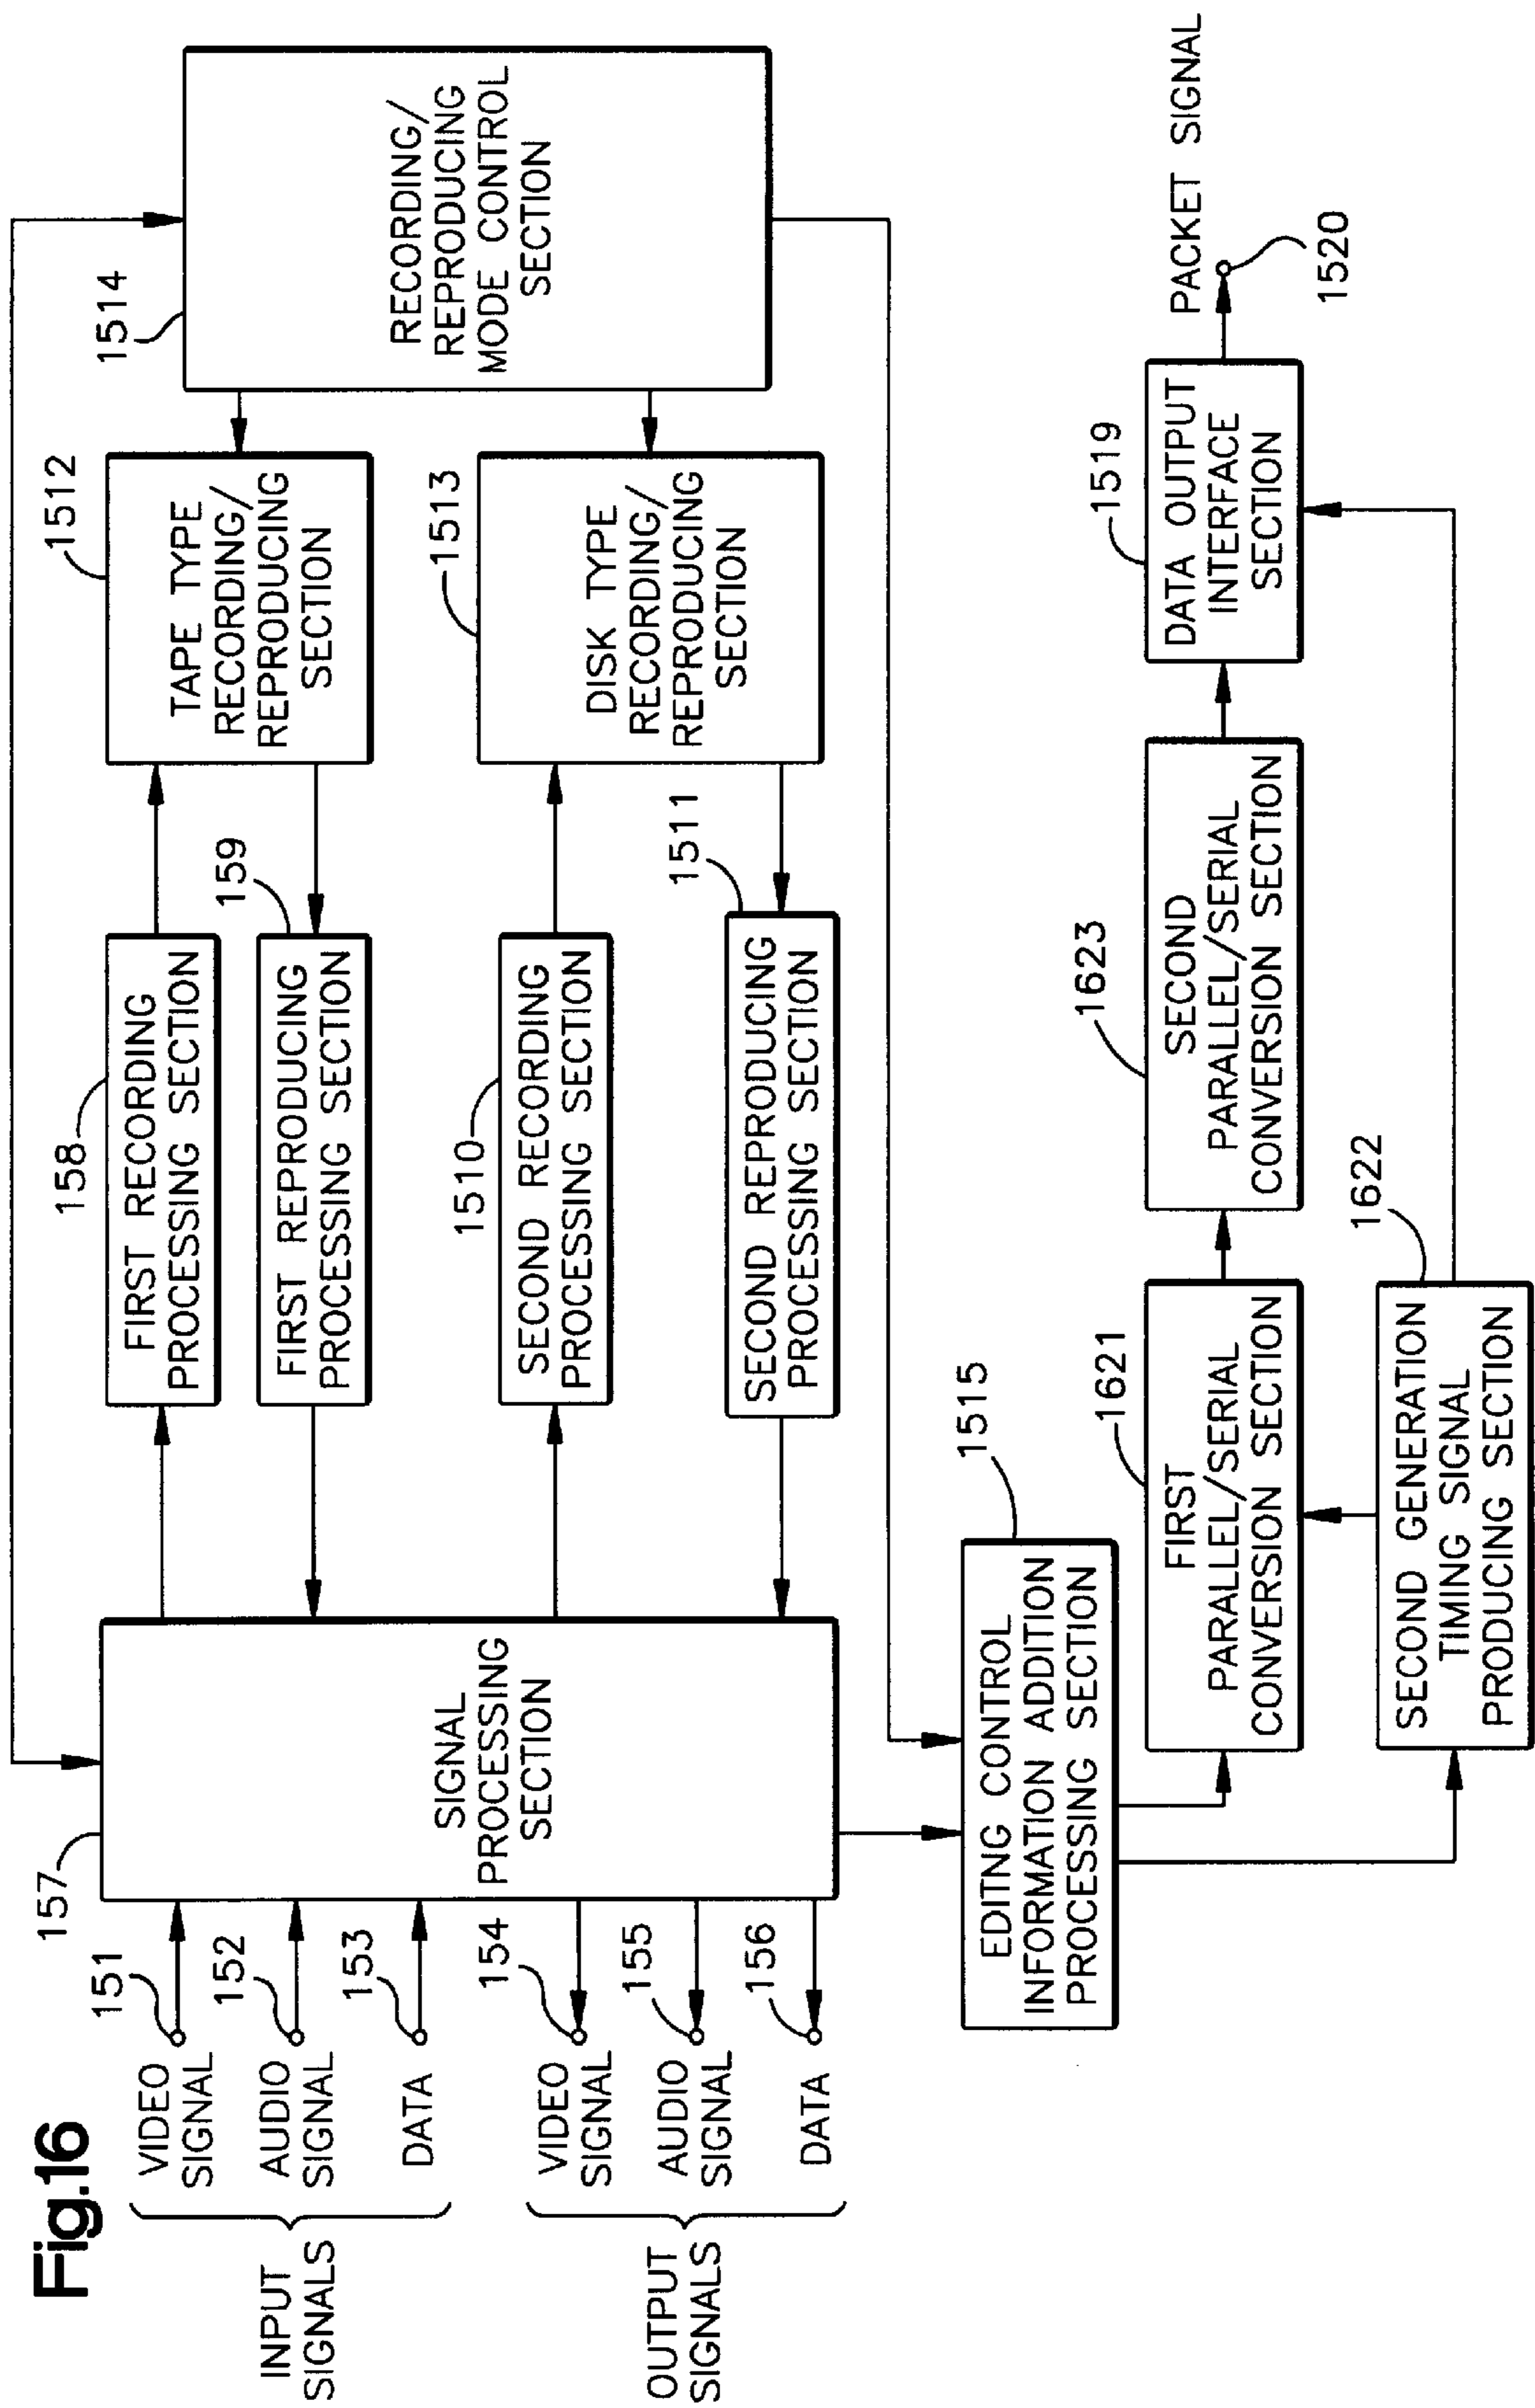 Fig.16
INPUT
SIGNALS
VIDEO
SIGNAL
151
AUDIO
SIGNAL
152
DATA
153
OUTPUT
SIGNALS
VIDEO
SIGNAL
154
AUDIO
SIGNAL
155
DATA
156
157
SIGNAL
PROCESSING
SECTION
158
FIRST RECORDING
PROCESSING SECTION
159
FIRST REPRODUCING
PROCESSING SECTION
1510
SECOND RECORDING
PROCESSING SECTION
1511
SECOND REPRODUCING
PROCESSING SECTION
1512
TAPE TYPE
RECORDING/
REPRODUCING
SECTION
1513
DISK TYPE
RECORDING/
REPRODUCING
SECTION
1514
RECORDING/
REPRODUCING
MODE CONTROL
SECTION
1515
EDITNG CONTROL
INFORMATION ADDITION
PROCESSING SECTION
1621
FIRST
PARALLEL/SERIAL
CONVERSION SECTION
1622
SECOND GENERATION
TIMING SIGNAL
PRODUCING SECTION
1623
SECOND
PARALLEL/SERIAL
CONVERSION SECTION
1519
DATA OUTPUT
INTERFACE
SECTION
PACKET SIGNAL
1520